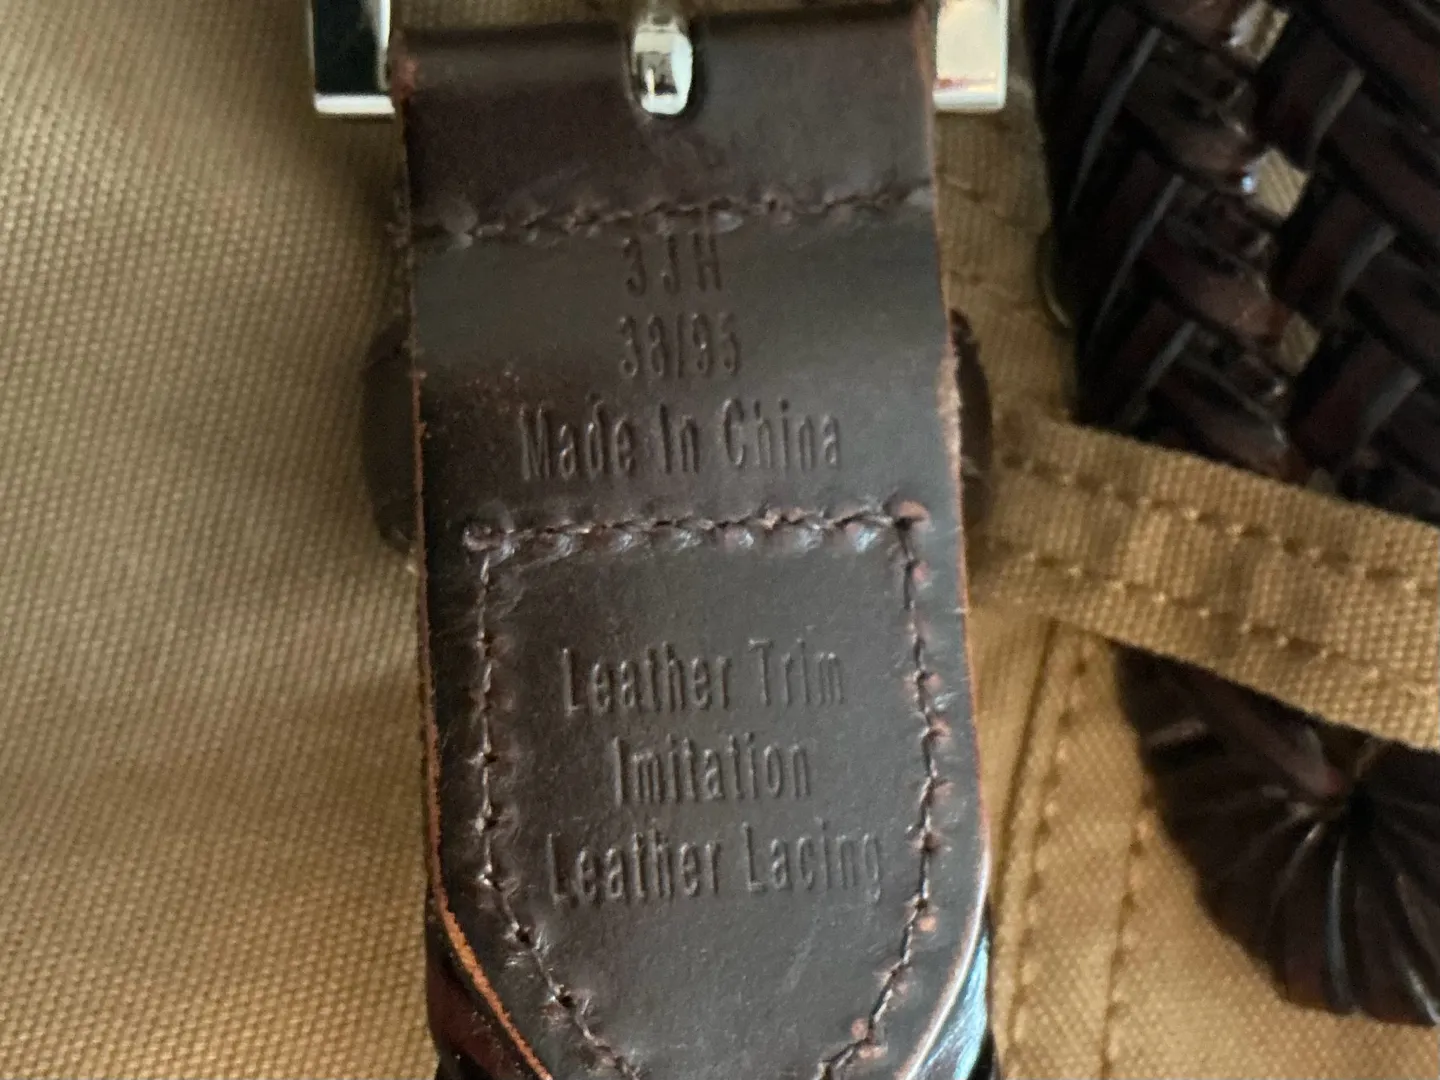 3JH
38/95
Made In China
Leather Trim
Imitation
Leather Lacing